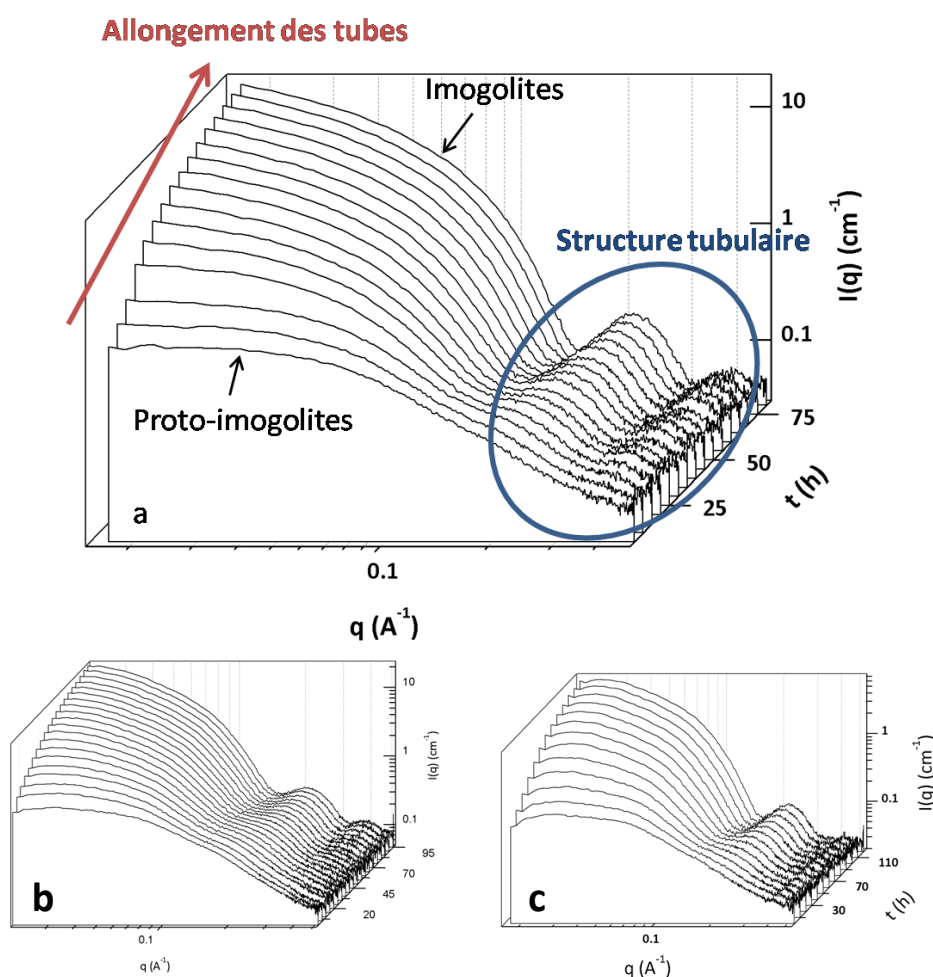 Allongement des tubes
Imogolites
10
1
Structure tubulaire
I(q) (cm-1)
0.1
Proto-imogolites
75
50
25
t (h)
a
0.1
q (A-1)
10
1
0.1
I(q) (cm-1)
95
70
45
20
b
0.1
q (A-1)
1
0.1
I(q) (cm-1)
110
70
30
t (h)
c
0.1
q (A-1)